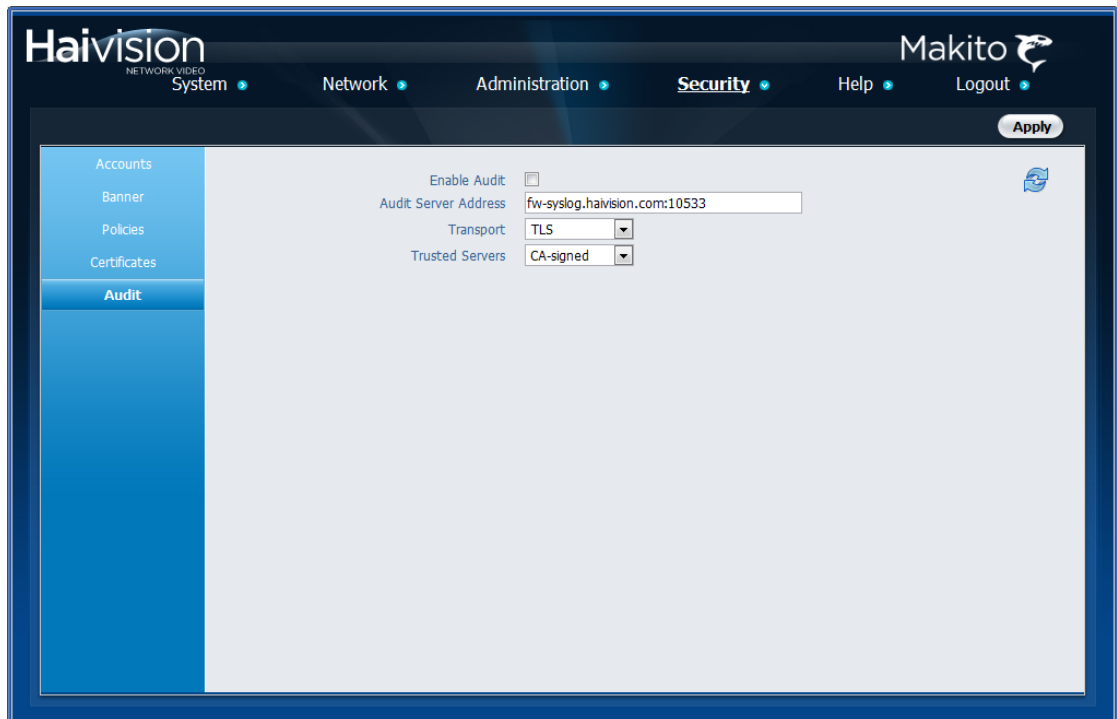 Haivision
NETWORK VIDEO
Makito
System Network Administration Security Help Logout
Apply
Accounts
Banner
Policies
Certificates
Audit
Enable Audit
Audit Server Address fw-syslog.haivision.com:10533
Transport TLS
Trusted Servers CA-signed